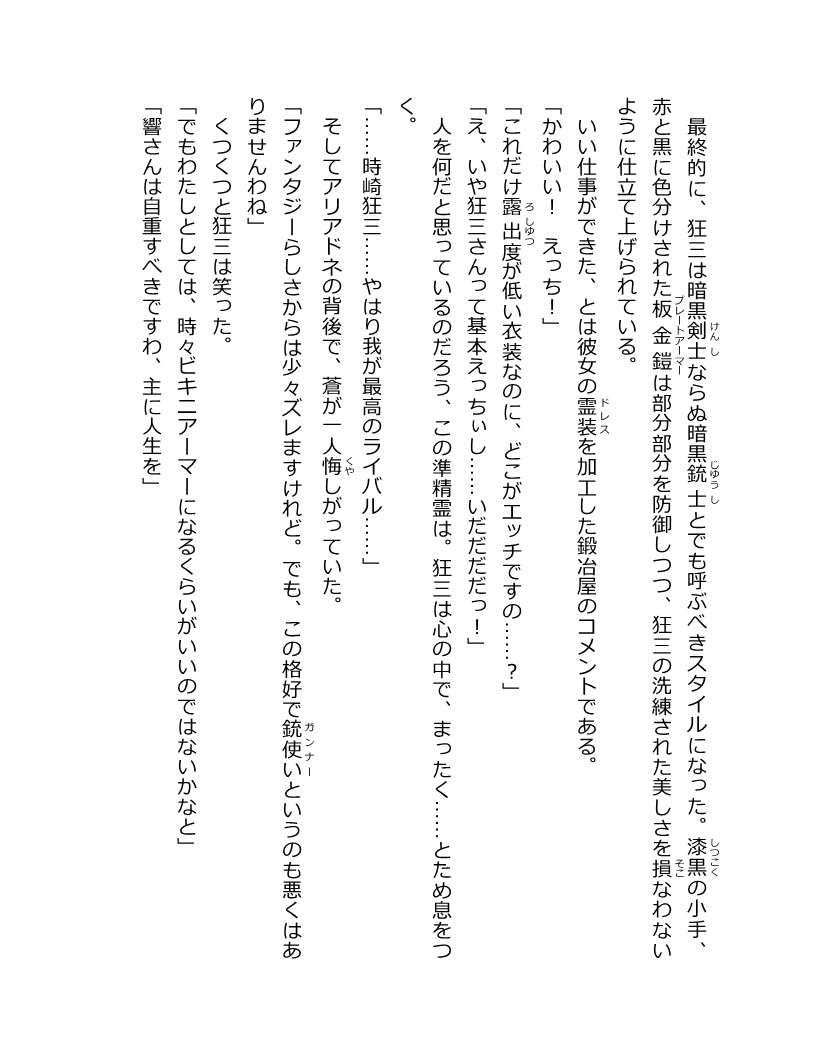 最終的に、狂三は暗黒剣士ならぬ暗黒銃士とでも呼ぶべきスタイルになった。漆黒の小手、
赤と黒に色分けされた板金鎧は部分部分を防御しつつ、狂三の洗練された美しさを損なわない
ように仕立て上げられている。
いい仕事ができた、とは彼女の霊装を加工した鍛冶屋のコメントである。
「かわいい！　えっち！」
「これだけ露出度が低い衣装なのに、どこがエッチですの……？」
「え、いや狂三さんって基本えっちぃし……いだだだだっ！」
人を何だと思っているのだろう、この準精霊は。狂三は心の中で、まったく……とため息をつ
く。
「……時崎狂三……やはり我が最高のライバル……」
そしてアリアドネの背後で、蒼が一人悔しがっていた。
「ファンタジーらしさからは少々ズレますけれど。でも、この格好で銃使いというのも悪くはあ
りませんわね」
くつくつと狂三は笑った。
「でもわたしとしては、時々ビキニアーマーになるくらいがいいのではないかなと」
「響さんは自重すべきですわ、主に人生を」